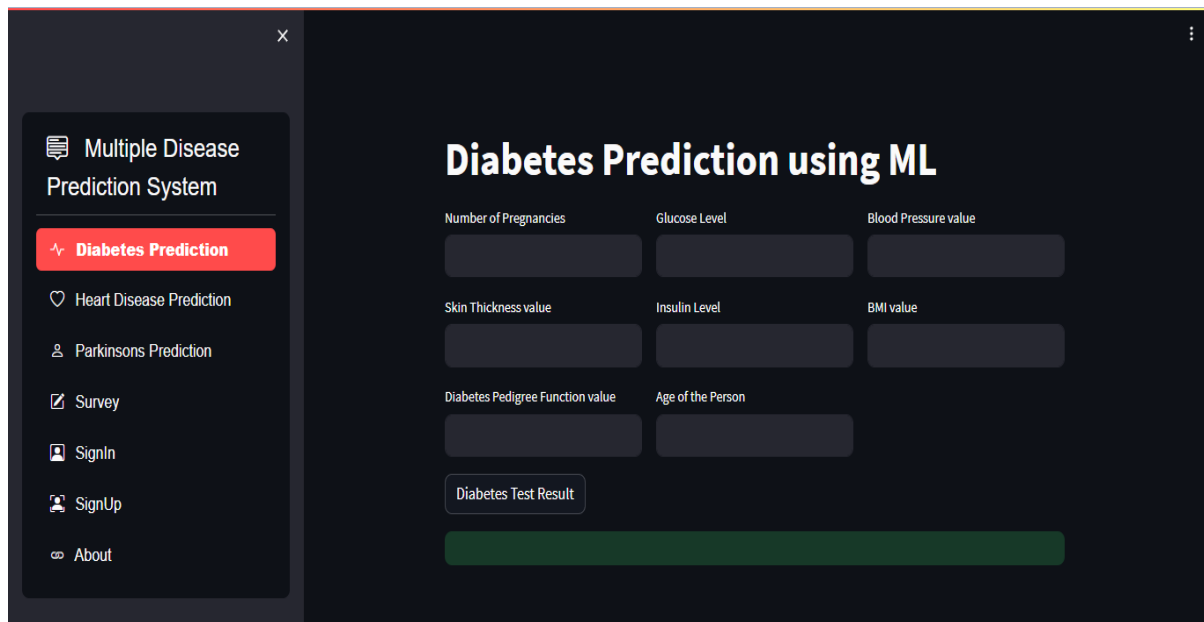 Multiple Disease
Prediction System
Diabetes Prediction
Heart Disease Prediction
Parkinsons Prediction
Survey
SignIn
SignUp
About
Diabetes Prediction using ML
Number of Pregnancies
Glucose Level
Blood Pressure value
Skin Thickness value
Insulin Level
BMI value
Diabetes Pedigree Function value
Age of the Person
Diabetes Test Result